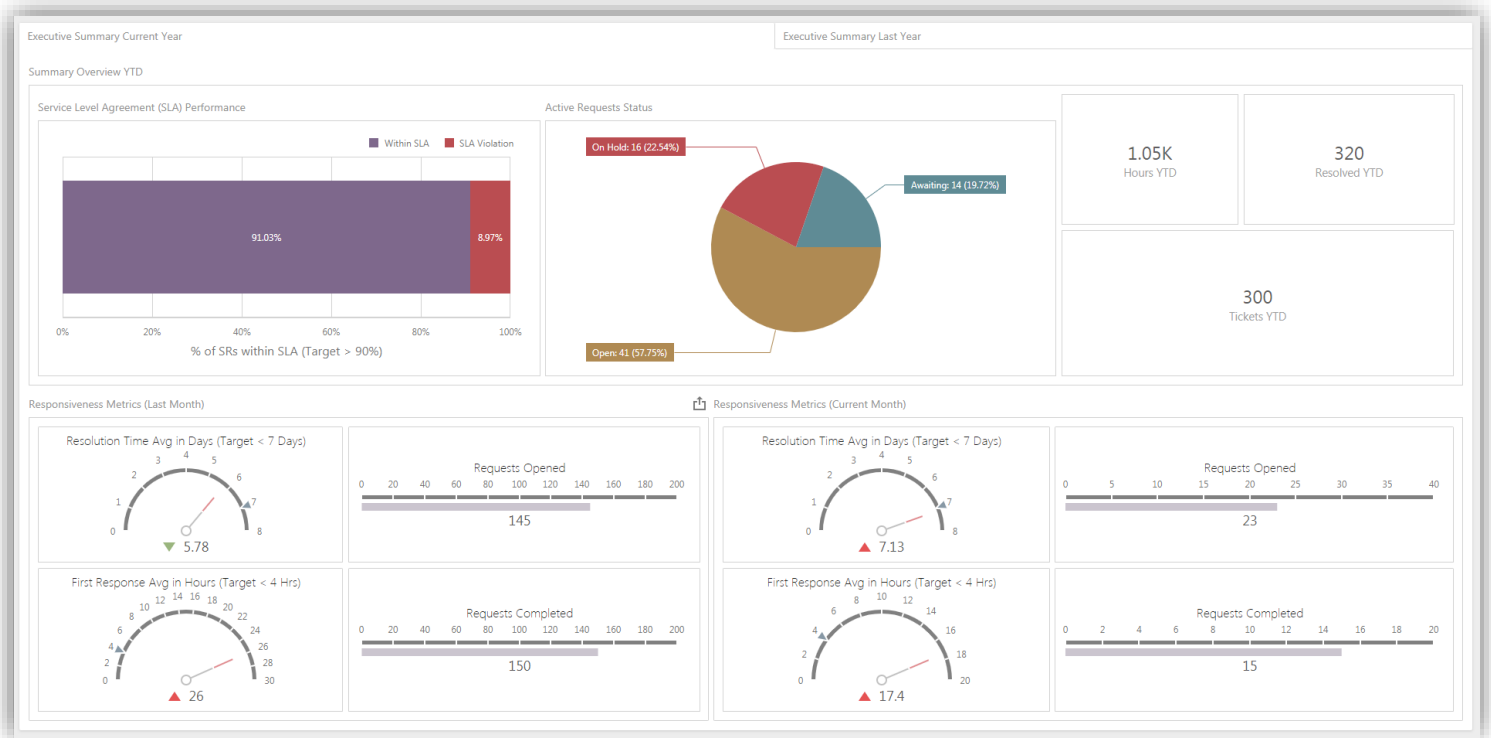 Executive Summary Current Year
Executive Summary Last Year
Summary Overview YTD
Service Level Agreement (SLA) Performance
Within SLA
SLA Violation
91.03%
8.97%
0%
20%
40%
60%
80%
100%
% of SRs within SLA (Target > 90%)
Active Requests Status
On Hold: 16 (22.54%)
Awaiting: 14 (19.72%)
Open: 41 (57.75%)
1.05K
Hours YTD
320
Resolved YTD
300
Tickets YTD
Responsiveness Metrics (Last Month)
Resolution Time Avg in Days (Target < 7 Days)
0
1
2
3
4
5
6
7
8
5.78
Requests Opened
0 20 40 60 80 100 120 140 160 180 200
145
First Response Avg in Hours (Target < 4 Hrs)
0
2
4
6
8
10
12
14
16
18
20
22
24
26
28
30
26
Requests Completed
0 20 40 60 80 100 120 140 160 180 200
150
Responsiveness Metrics (Current Month)
Resolution Time Avg in Days (Target < 7 Days)
0
1
2
3
4
5
6
7
8
7.13
Requests Opened
0 5 10 15 20 25 30 35 40
23
First Response Avg in Hours (Target < 4 Hrs)
0
2
4
6
8
10
12
14
16
18
20
17.4
Requests Completed
0 2 4 6 8 10 12 14 16 18 20
15